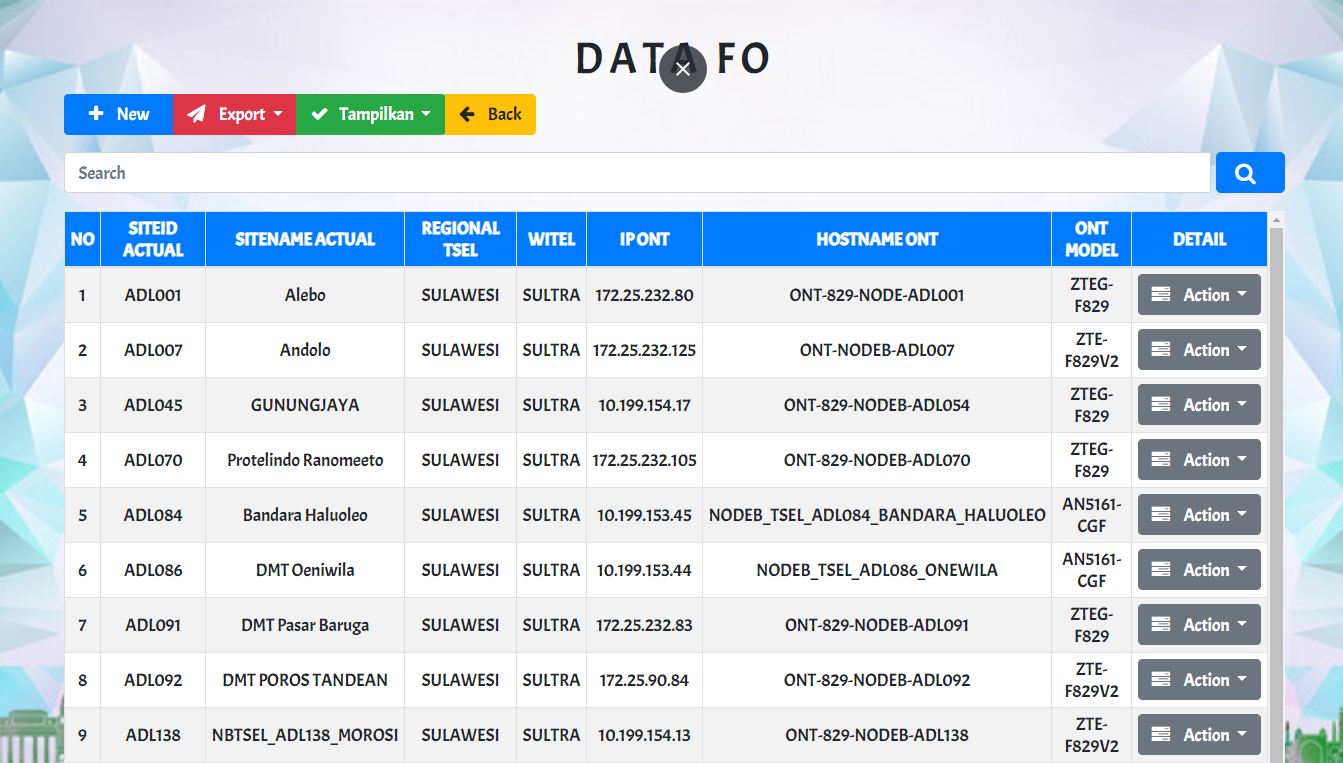 DATA FO
New Export Tampilkan Back
Search
NO SITEID ACTUAL SITENAME ACTUAL REGIONAL TSEL WITEL IP ONT HOSTNAME ONT ONT MODEL DETAIL
1 ADL001 Alebo SULAWESI SULTRA 172.25.232.80 ONT-829-NODE-ADL001 ZTEG-F829 Action
2 ADL007 Andolo SULAWESI SULTRA 172.25.232.125 ONT-NODEB-ADL007 ZTE-F829V2 Action
3 ADL045 GUNUNGJAYA SULAWESI SULTRA 10.199.154.17 ONT-829-NODEB-ADL054 ZTEG-F829 Action
4 ADL070 Protelindo Ranomeeto SULAWESI SULTRA 172.25.232.105 ONT-829-NODEB-ADL070 ZTEG-F829 Action
5 ADL084 Bandara Haluoleo SULAWESI SULTRA 10.199.153.45 NODEB_TSEL_ADL084_BANDARA_HALUOLEO AN5161-CGF Action
6 ADL086 DMT Oeniwila SULAWESI SULTRA 10.199.153.44 NODEB_TSEL_ADL086_ONEWILA AN5161-CGF Action
7 ADL091 DMT Pasar Baruga SULAWESI SULTRA 172.25.232.83 ONT-829-NODEB-ADL091 ZTEG-F829 Action
8 ADL092 DMT POROS TANDEAN SULAWESI SULTRA 172.25.90.84 ONT-829-NODEB-ADL092 ZTE-F829V2 Action
9 ADL138 NBTSEL_ADL138_MOROSI SULAWESI SULTRA 10.199.154.13 ONT-829-NODEB-ADL138 ZTE-F829V2 Action